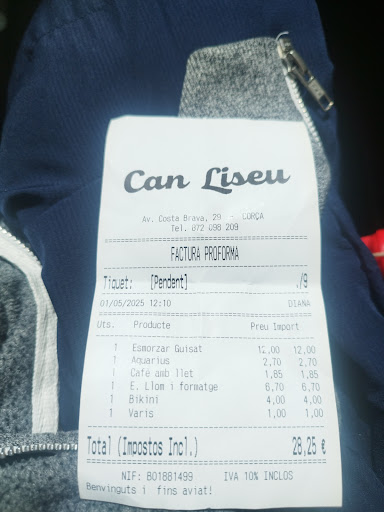 Can Liseu
Av. Costa Brava, 29 - CORÇA
Tel. 872 098 209
FACTURA PROFORMA
Tiquet: [Pendent] ./9
01/05/2025 12:10 DIANA
Uts. Producte Preu Import
1 Esmorzar Guisat 12,00 12,00
1 Aquarius 2,70 2,70
1 Café amb llet 1,85 1,85
1 E. Llom i formatge 6,70 6,70
1 Bikini 4,00 4,00
1 Varis 1,00 1,00
Total (Impostos Incl.) 28,25 €
NIF: B01881499 IVA 10% INCLOS
Benvinguts i fins aviat!